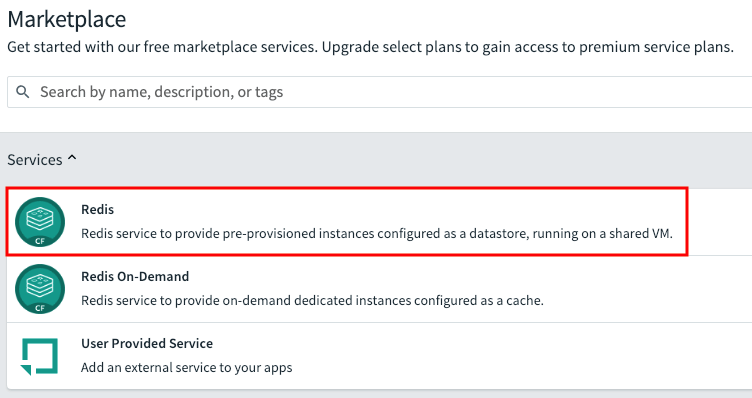 Marketplace
Get started with our free marketplace services. Upgrade select plans to gain access to premium service plans.
Search by name, description, or tags
Services
Redis
Redis service to provide pre-provisioned instances configured as a datastore, running on a shared VM.
CF
Redis On-Demand
Redis service to provide on-demand dedicated instances configured as a cache.
CF
User Provided Service
Add an external service to your apps